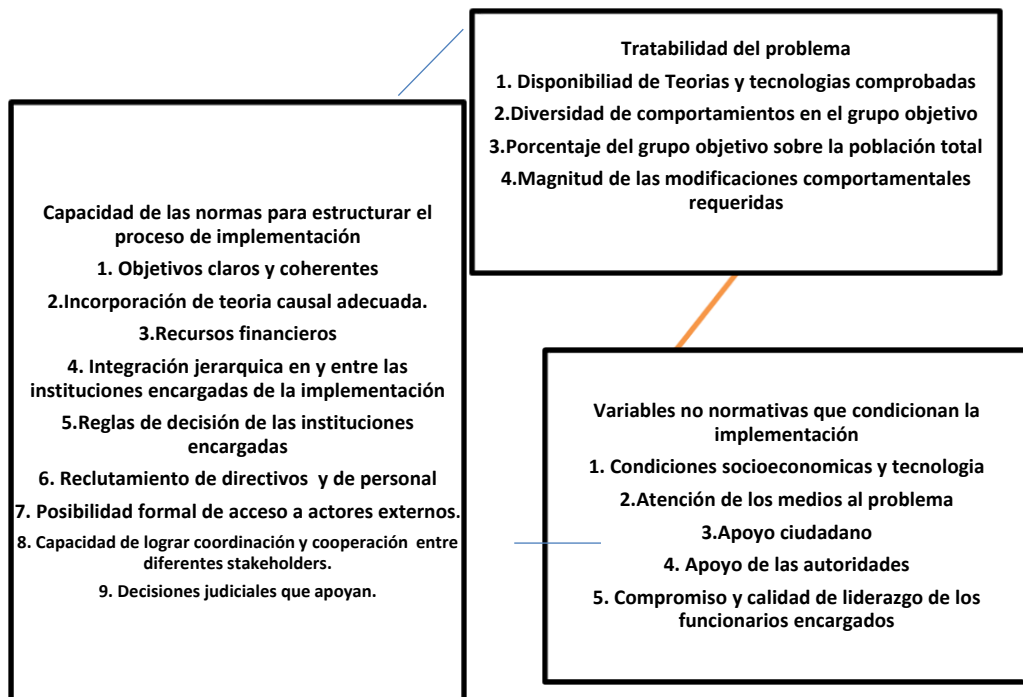 Tratabilidad del problema
1. Disponibiliad de Teorias y tecnologias comprobadas
2.Diversidad de comportamientos en el grupo objetivo
3.Porcentaje del grupo objetivo sobre la población total
4.Magnitud de las modificaciones comportamentales
requeridas
Capacidad de las normas para estructurar el
proceso de implementación
1. Objetivos claros y coherentes
2.Incorporación de teoria causal adecuada.
3.Recursos financieros
4. Integración jerarquica en y entre las
instituciones encargadas de la implementación
5.Reglas de decisión de las instituciones
encargadas
6. Reclutamiento de directivos y de personal
7. Posibilidad formal de acceso a actores externos.
8. Capacidad de lograr coordinación y cooperación entre
diferentes stakeholders.
9. Decisiones judiciales que apoyan.
Variables no normativas que condicionan la
implementación
1. Condiciones socioeconomicas y tecnologia
2.Atención de los medios al problema
3.Apoyo ciudadano
4. Apoyo de las autoridades
5. Compromiso y calidad de liderazgo de los
funcionarios encargados